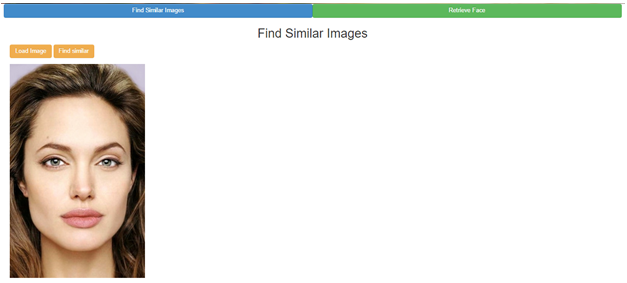 Find Similar Images
Retrieve Face
Find Similar Images
Load Image
Find similar